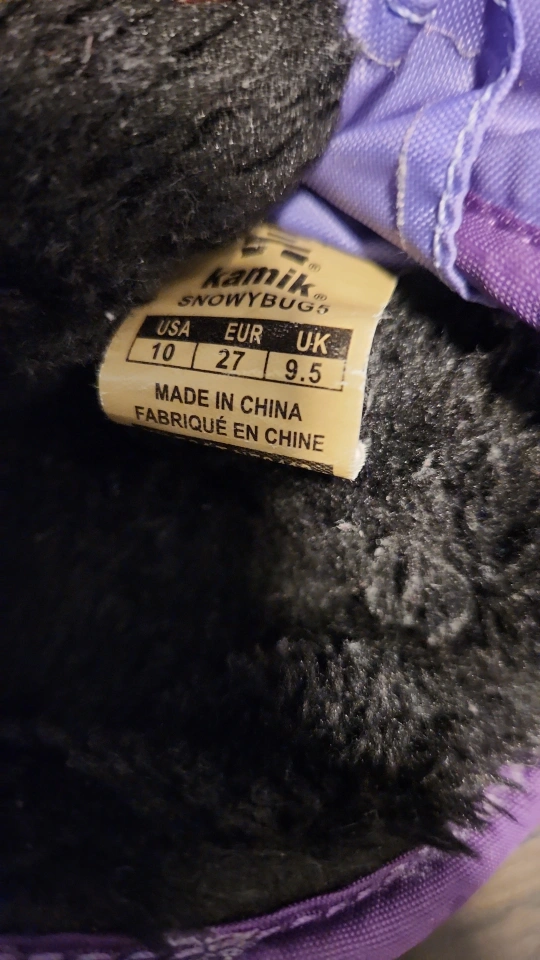 kamik®
SNOWYBUG5
USA EUR UK
10 27 9.5
MADE IN CHINA
FABRIQUÉ EN CHINE